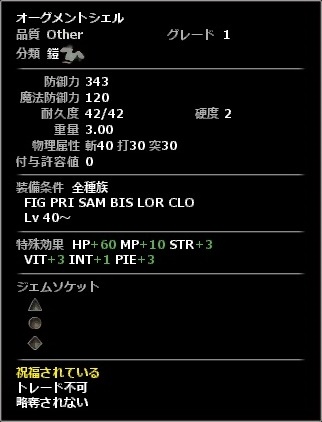 オーグメントシェル
品質 Other グレード 1
分類 鎧
防御力 343
魔法防御力 120
耐久度 42/42 硬度 2
重量 3.00
物理属性 斬40 打30 突30
付与許容値 0
装備条件 全種族
FIG PRI SAM BIS LOR CLO
Lv 40～
特殊効果 HP+60 MP+10 STR+3
VIT+3 INT+1 PIE+3
ジェムソケット
祝福されている
トレード不可
略奪されない